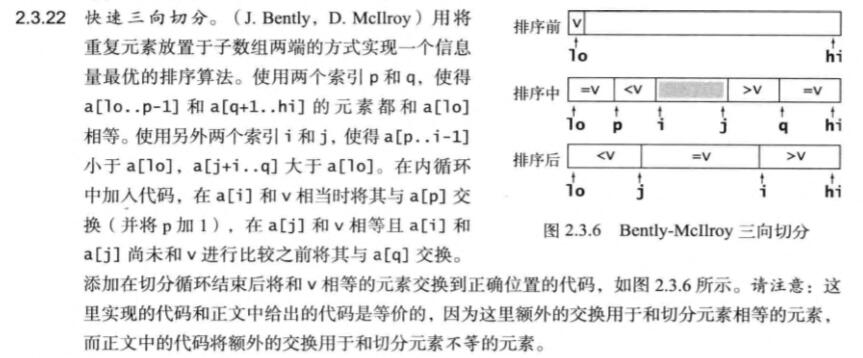 2.3.22 快速三向切分。(J. Bently，D. McIlroy) 用将
重复元素放置于子数组两端的方式实现一个信息
量最优的排序算法。使用两个索引 p 和 q，使得
a[lo..p-1] 和 a[q+1..hi] 的元素都和 a[lo]
相等。使用另外两个索引 i 和 j，使得 a[p..i-1]
小于 a[lo]，a[j+i..q] 大于 a[lo]。在内循环
中加入代码，在 a[i] 和 v 相当时将其与 a[p] 交
换（并将 p 加 1），在 a[j] 和 v 相等且 a[i] 和
a[j] 尚未和 v 进行比较之前将其与 a[q] 交换。
添加在切分循环结束后将和 v 相等的元素交换到正确位置的代码，如图 2.3.6 所示。请注意：这
里实现的代码和正文中给出的代码是等价的，因为这里额外的交换用于和切分元素相等的元素，
而正文中的代码将额外的交换用于和切分元素不等的元素。
排序前 v
lo hi
排序中 =v <v >v =v
lo p i j q hi
排序后 <v =v >v
lo j i hi
图 2.3.6 Bently-McIlroy 三向切分